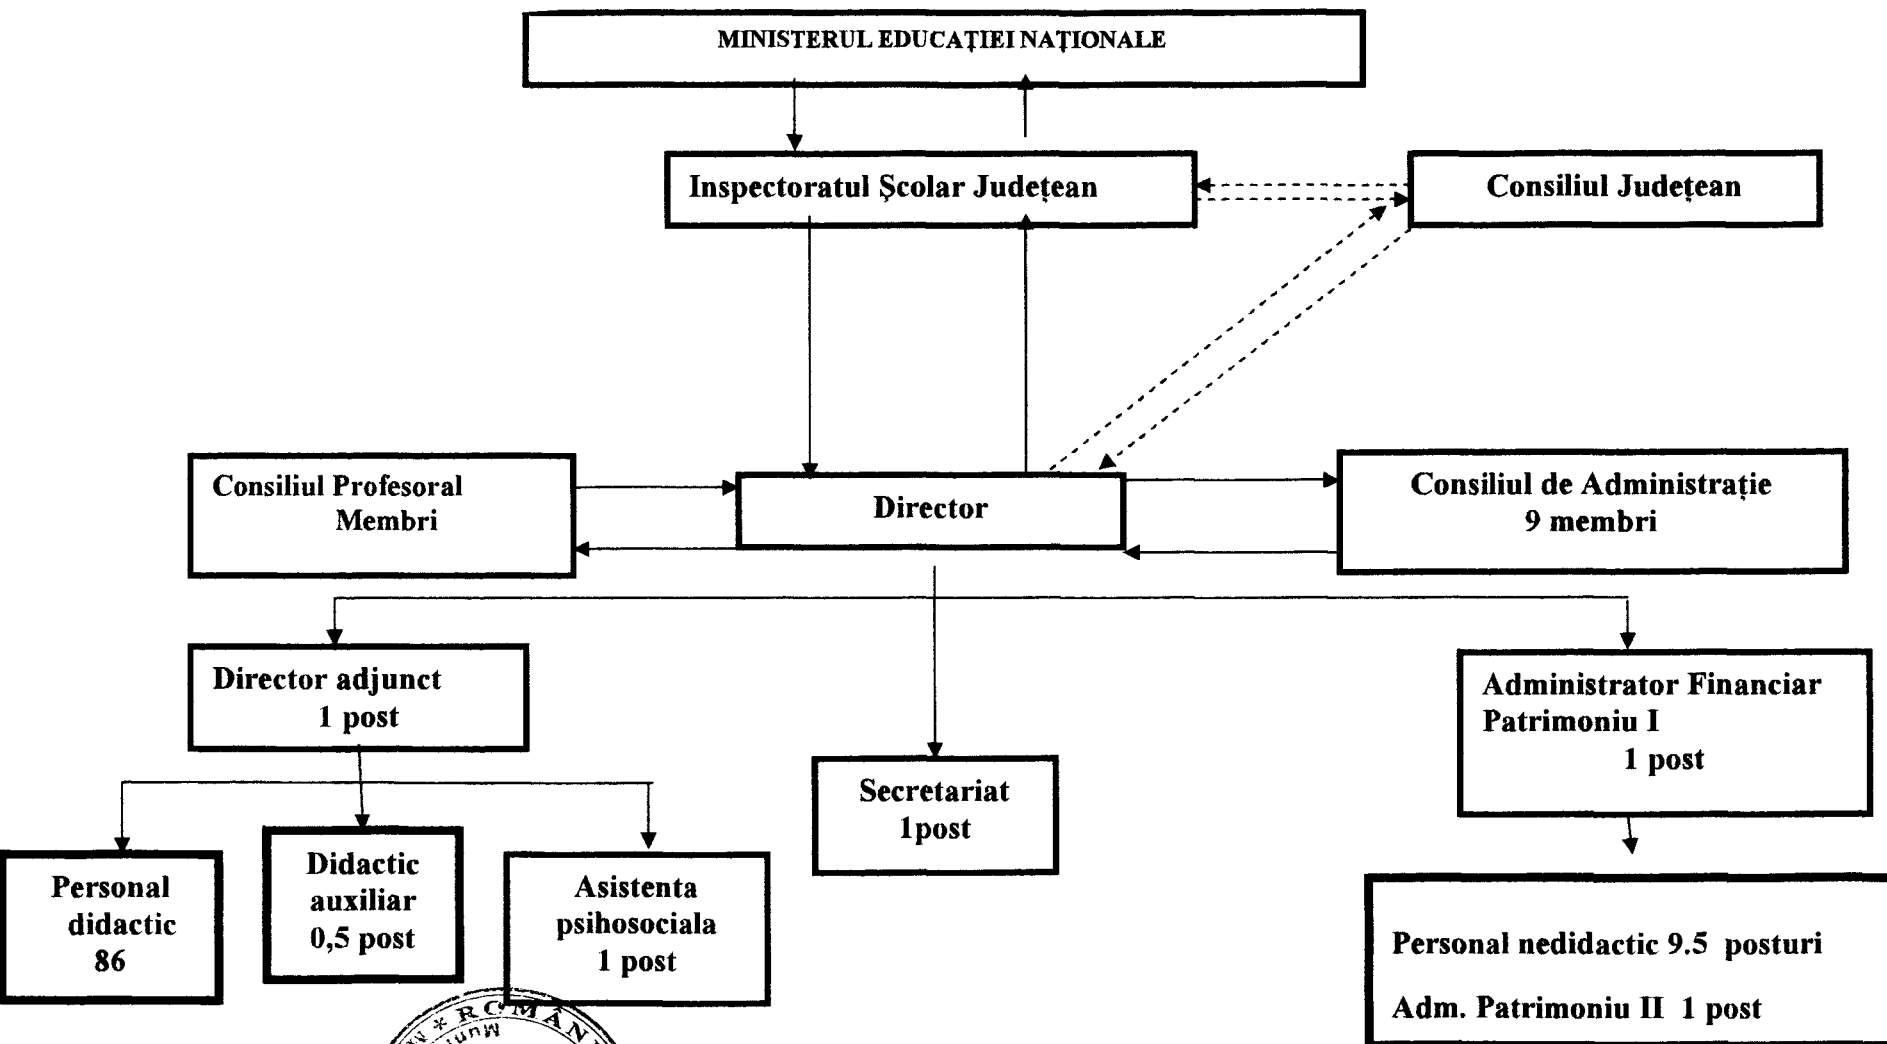 MINISTERUL EDUCAȚIEI NAȚIONALE
Inspectoratul Școlar Județean
Consiliul Județean
Consiliul Profesoral
Membri
Director
Consiliul de Administrație
9 membri
Director adjunct
1 post
Administrator Financiar
Patrimoniu I
1 post
Secretariat
1post
Personal
didactic
86
Didactic
auxiliar
0,5 post
Asistenta
psihosociala
1 post
Personal nedidactic 9.5 posturi
Adm. Patrimoniu II 1 post